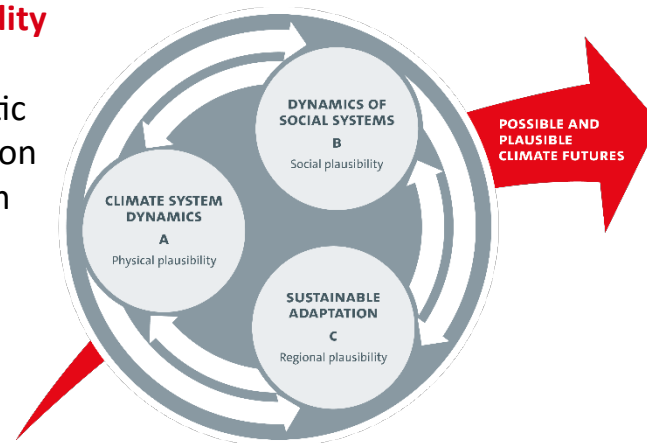 lity
tic
on
n
DYNAMICS OF
SOCIAL SYSTEMS
B
Social plausibility
POSSIBLE AND
PLAUSIBLE
CLIMATE FUTURES
CLIMATE SYSTEM
DYNAMICS
A
Physical plausibility
SUSTAINABLE
ADAPTATION
C
Regional plausibility